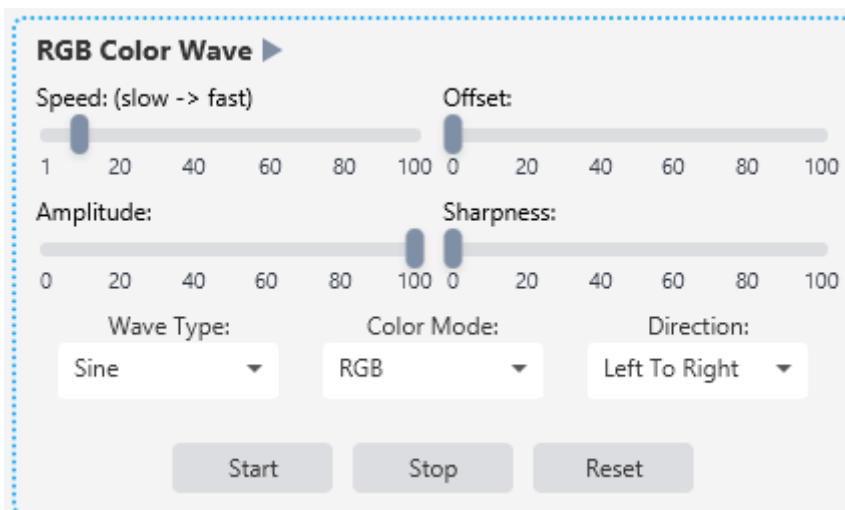 RGB Color Wave
Speed: (slow -> fast) Offset:
1 20 40 60 80 100 0 20 40 60 80 100
Amplitude: Sharpness:
0 20 40 60 80 100 0 20 40 60 80 100
Wave Type: Color Mode: Direction:
Sine RGB Left To Right
Start Stop Reset